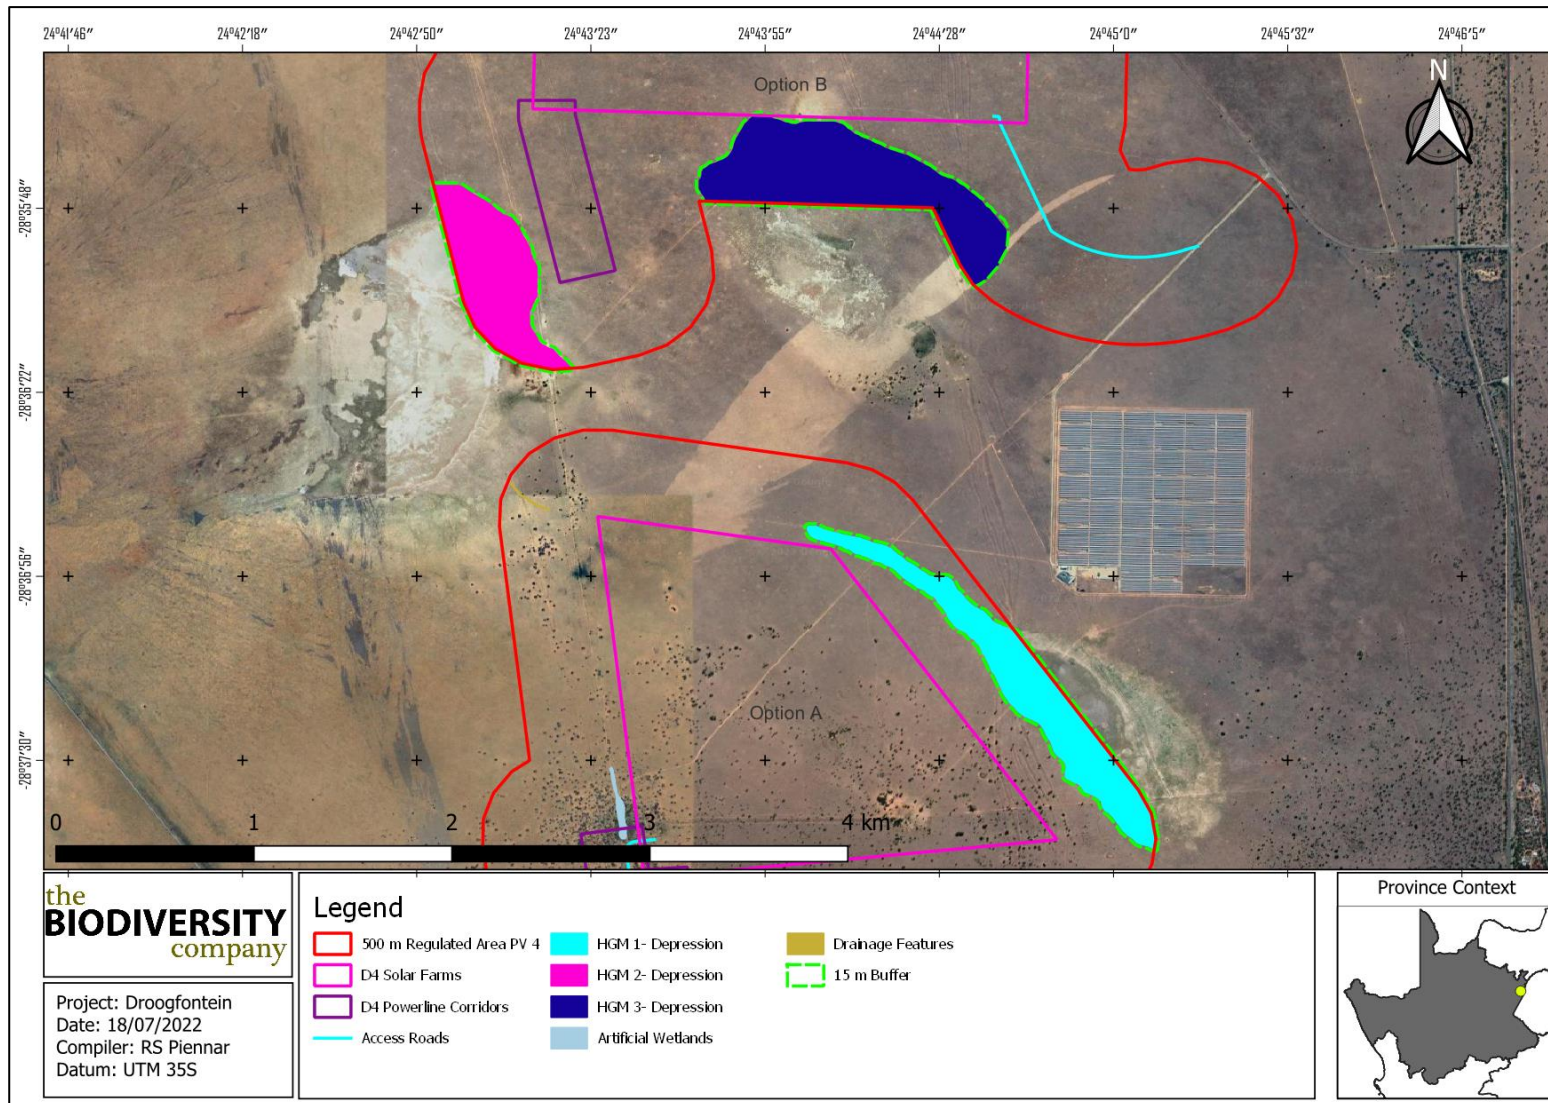 24°41'46" 24°42'18" 24°42'50" 24°43'23" 24°43'55" 24°44'28" 24°45'0" 24°45'32" 24°46'5"
Option B
N
-28°35'48"
-28°36'22"
-28°36'56"
Option A
-28°37'30"
0 1 2 3 4 km
the
BIODIVERSITY
company
Project: Droogfontein
Date: 18/07/2022
Compiler: RS Piennar
Datum: UTM 35S
Legend
500 m Regulated Area PV 4
D4 Solar Farms
D4 Powerline Corridors
Access Roads
HGM 1- Depression
HGM 2- Depression
HGM 3- Depression
Artificial Wetlands
Drainage Features
15 m Buffer
Province Context